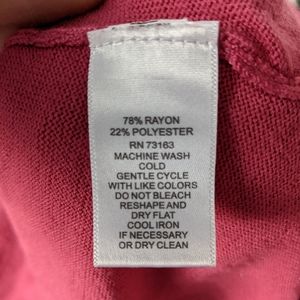 78% RAYON
22% POLYESTER
RN 73163
MACHINE WASH
COLD
GENTLE CYCLE
WITH LIKE COLORS
DO NOT BLEACH
RESHAPE AND
DRY FLAT
COOL IRON
IF NECESSARY
OR DRY CLEAN